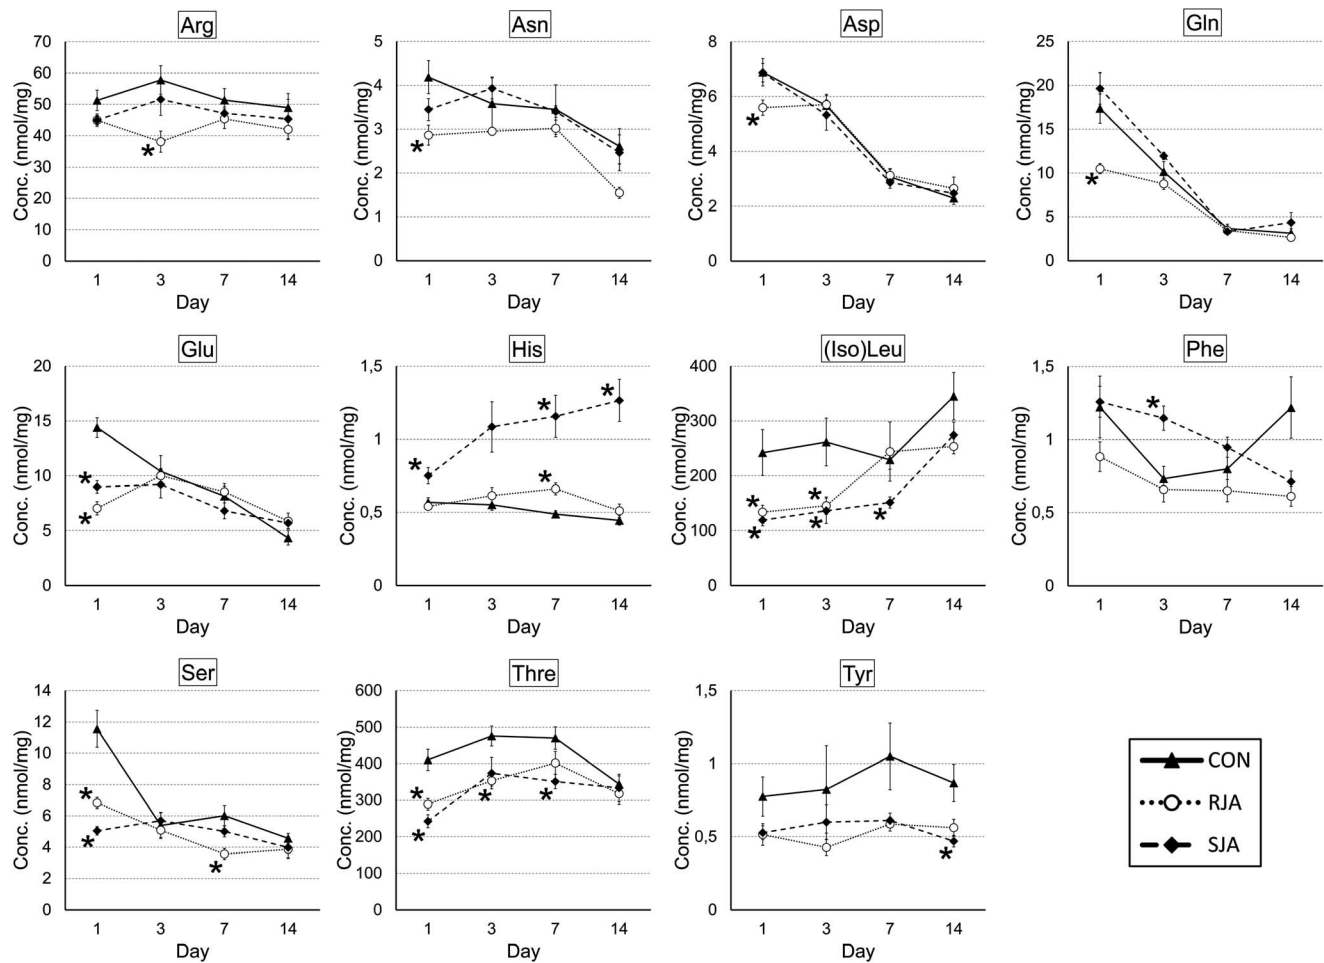 Arg
Conc. (nmol/mg)
70
60
50
40
30
20
10
0
*
1 3 7 14
Day
Asn
Conc. (nmol/mg)
5
4
3
2
1
0
*
1 3 7 14
Day
Asp
Conc. (nmol/mg)
8
6
4
2
0
*
1 3 7 14
Day
Gln
Conc. (nmol/mg)
25
20
15
10
5
0
*
1 3 7 14
Day
Glu
Conc. (nmol/mg)
20
15
10
5
0
*
*
1 3 7 14
Day
His
Conc. (nmol/mg)
1,5
1
0,5
0
* * *
*
1 3 7 14
Day
(Iso)Leu
Conc. (nmol/mg)
400
300
200
100
0
* *
* * *
1 3 7 14
Day
Phe
Conc. (nmol/mg)
1,5
1
0,5
0
*
1 3 7 14
Day
Ser
Conc. (nmol/mg)
14
12
10
8
6
4
2
0
*
* *
1 3 7 14
Day
Thre
Conc. (nmol/mg)
600
500
400
300
200
100
0
* * *
*
1 3 7 14
Day
Tyr
Conc. (nmol/mg)
1,5
1
0,5
0
*
1 3 7 14
Day
CON
RJA
SJA